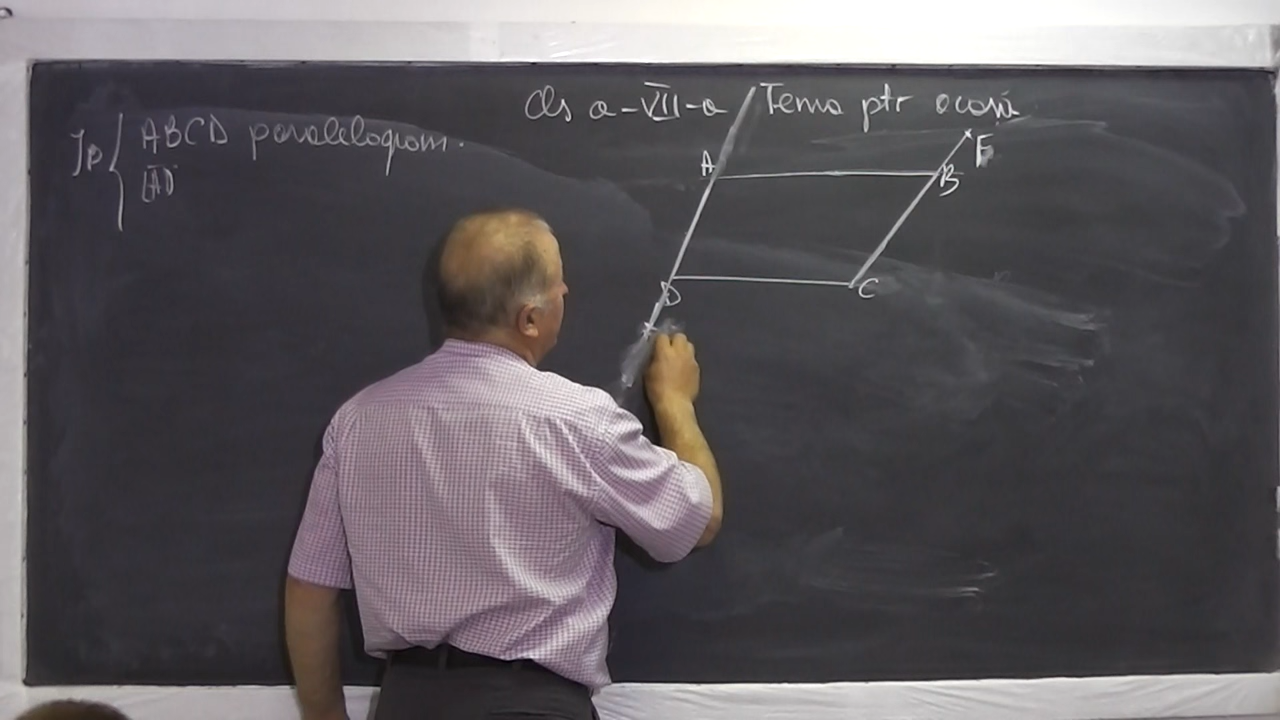 Cls a-VII-a Tema ptr acasă
Ip ABCD paralelogram.
[AD
A
B
F
D
C